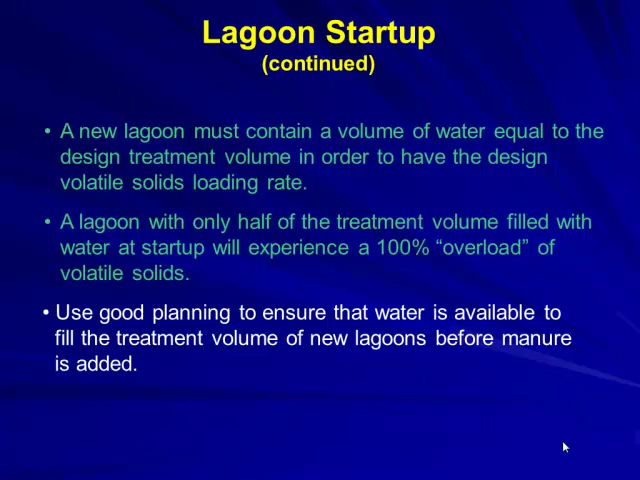 Lagoon Startup
(continued)
• A new lagoon must contain a volume of water equal to the
design treatment volume in order to have the design
volatile solids loading rate.
• A lagoon with only half of the treatment volume filled with
water at startup will experience a 100% “overload” of
volatile solids.
• Use good planning to ensure that water is available to
fill the treatment volume of new lagoons before manure
is added.